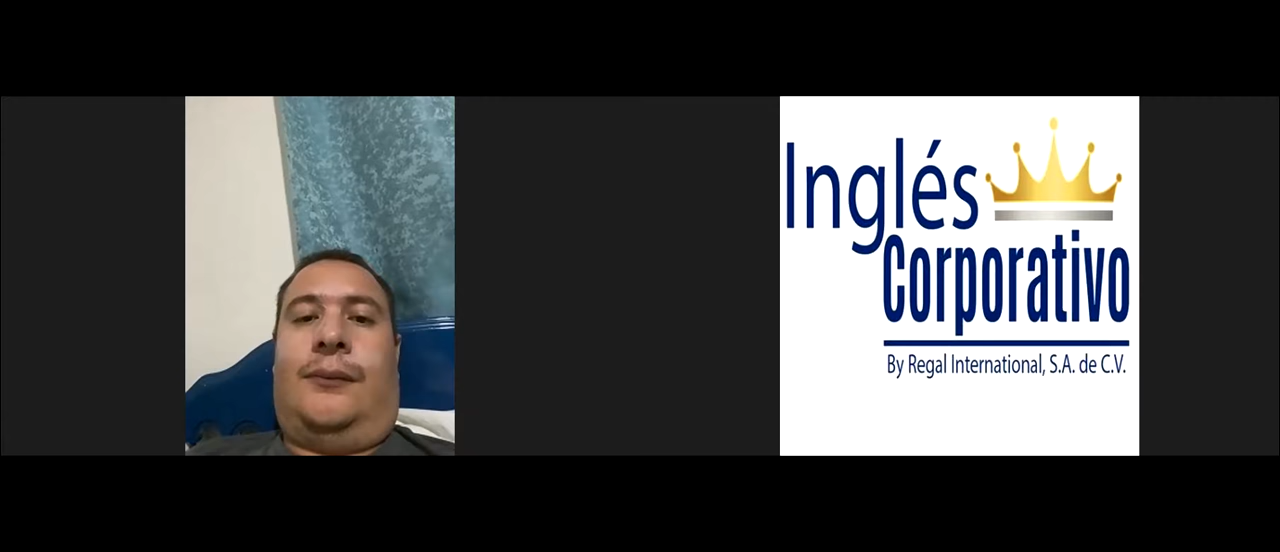 Inglés
Corporativo
By Regal International, S.A. de C.V.